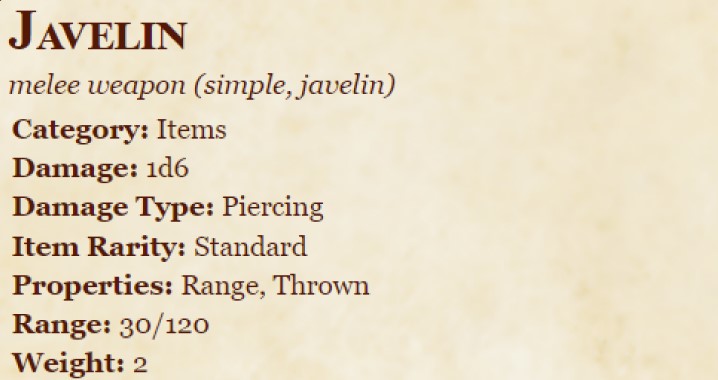 JAVELIN
melee weapon (simple, javelin)
Category: Items
Damage: 1d6
Damage Type: Piercing
Item Rarity: Standard
Properties: Range, Thrown
Range: 30/120
Weight: 2